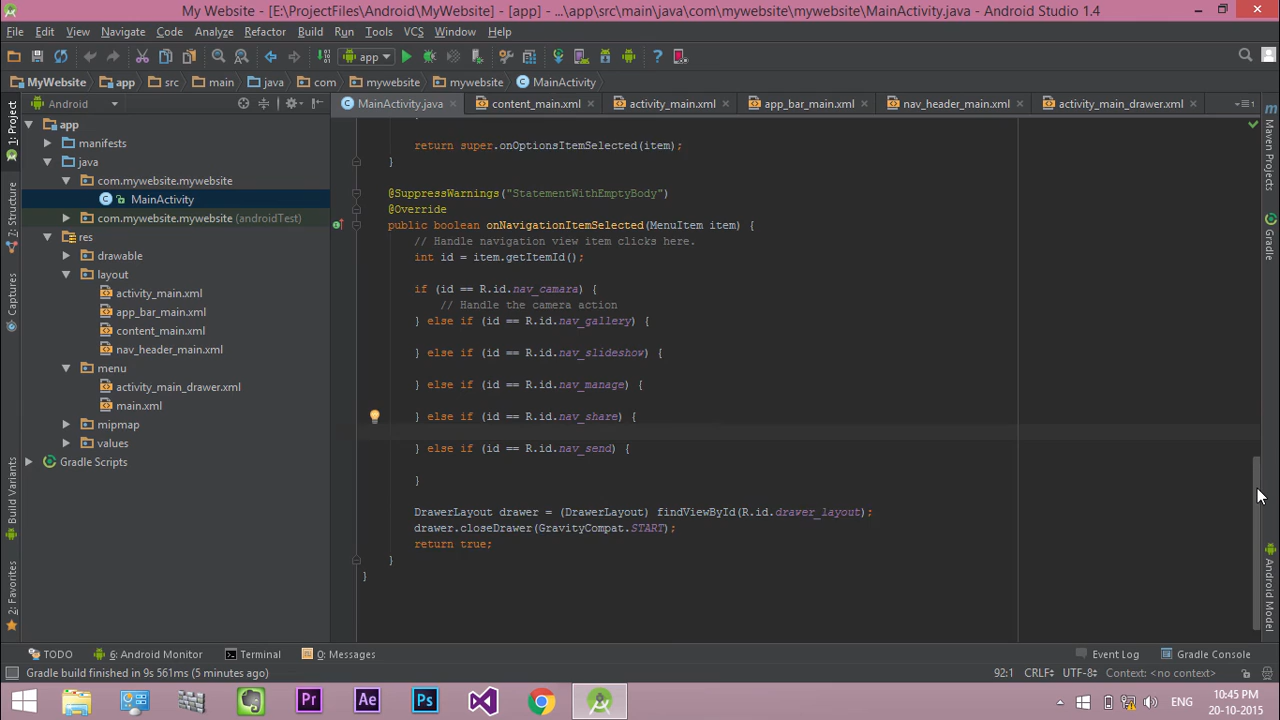 My Website - [E:\ProjectFiles\Android\MyWebsite] - [app] - ...\app\src\main\java\com\mywebsite\mywebsite\MainActivity.java - Android Studio 1.4
File Edit View Navigate Code Analyze Refactor Build Run Tools VCS Window Help
app
MyWebsite app src main java com mywebsite mywebsite MainActivity
Android
MainActivity.java content_main.xml activity_main.xml app_bar_main.xml nav_header_main.xml activity_main_drawer.xml
1: Project
7: Structure
Captures
Build Variants
2: Favorites
app
manifests
java
com.mywebsite.mywebsite
MainActivity
com.mywebsite.mywebsite (androidTest)
res
drawable
layout
activity_main.xml
app_bar_main.xml
content_main.xml
nav_header_main.xml
menu
activity_main_drawer.xml
main.xml
mipmap
values
Gradle Scripts
return super.onOptionsItemSelected(item);
}
@SuppressWarnings("StatementWithEmptyBody")
@Override
public boolean onNavigationItemSelected(MenuItem item) {
// Handle navigation view item clicks here.
int id = item.getItemId();
if (id == R.id.nav_camara) {
// Handle the camera action
} else if (id == R.id.nav_gallery) {
} else if (id == R.id.nav_slideshow) {
} else if (id == R.id.nav_manage) {
} else if (id == R.id.nav_share) {
} else if (id == R.id.nav_send) {
}
DrawerLayout drawer = (DrawerLayout) findViewById(R.id.drawer_layout);
drawer.closeDrawer(GravityCompat.START);
return true;
}
}
Maven Projects
Gradle
Android Model
TODO 6: Android Monitor Terminal 0: Messages Event Log Gradle Console
Gradle build finished in 9s 561ms (5 minutes ago) 92:1 CRLF UTF-8 Context: <no context>
Pr Ae Ps
ENG
10:45 PM
20-10-2015